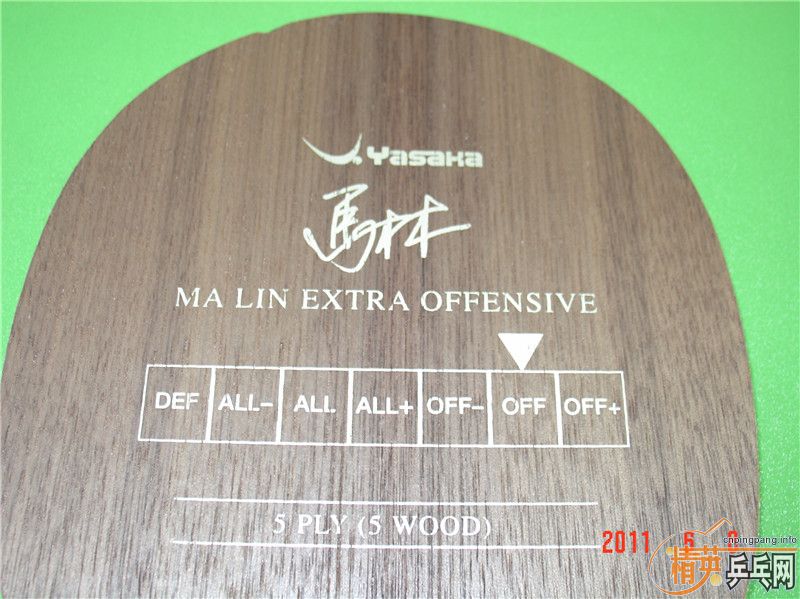 Yasaka
馬林
MA LIN EXTRA OFFENSIVE
DEF ALL- ALL ALL+ OFF- OFF OFF+
5 PLY (5 WOOD)
2011
cnpingpang.info
精英乒乓网